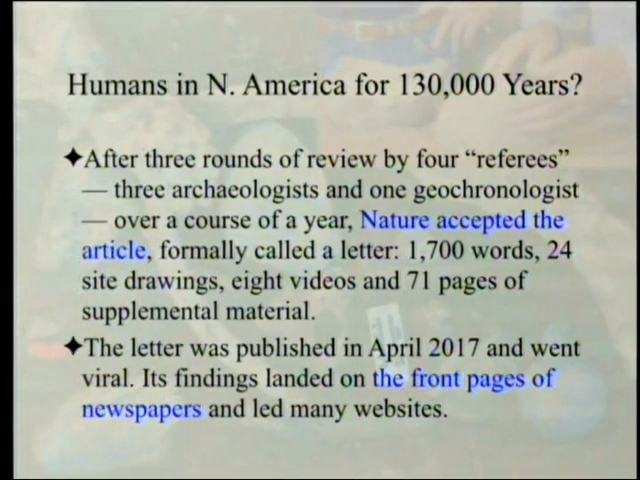 Humans in N. America for 130,000 Years?
✦After three rounds of review by four “referees”
— three archaeologists and one geochronologist
— over a course of a year, Nature accepted the
article, formally called a letter: 1,700 words, 24
site drawings, eight videos and 71 pages of
supplemental material.
✦The letter was published in April 2017 and went
viral. Its findings landed on the front pages of
newspapers and led many websites.